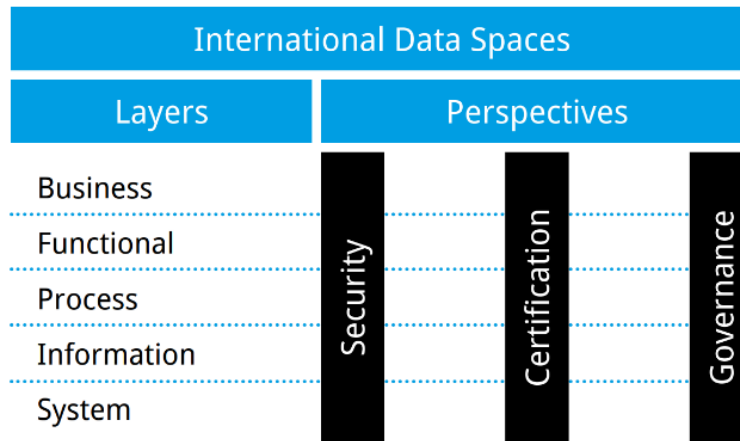 International Data Spaces
Layers
Perspectives
Business
Functional
Process
Information
System
Security
Certification
Governance